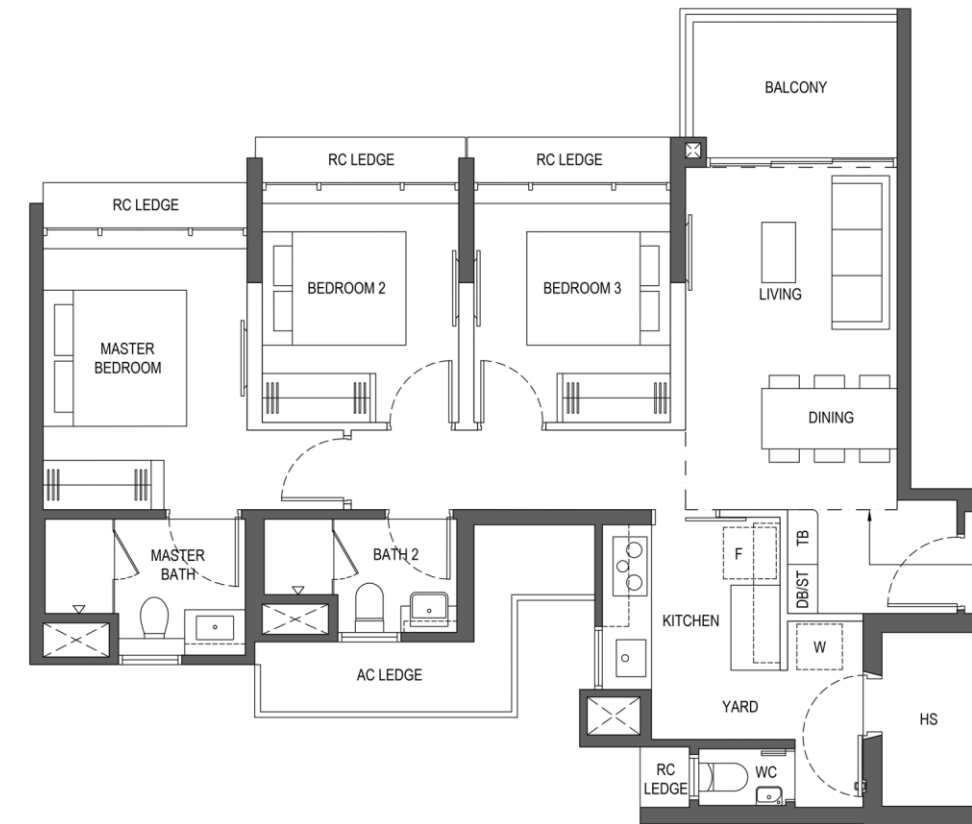 BALCONY
RC LEDGE
RC LEDGE
RC LEDGE
BEDROOM 2
BEDROOM 3
LIVING
MASTER
BEDROOM
DINING
MASTER
BATH
BATH 2
F
TB
DB/ST
KITCHEN
W
AC LEDGE
YARD
HS
RC
LEDGE
WC